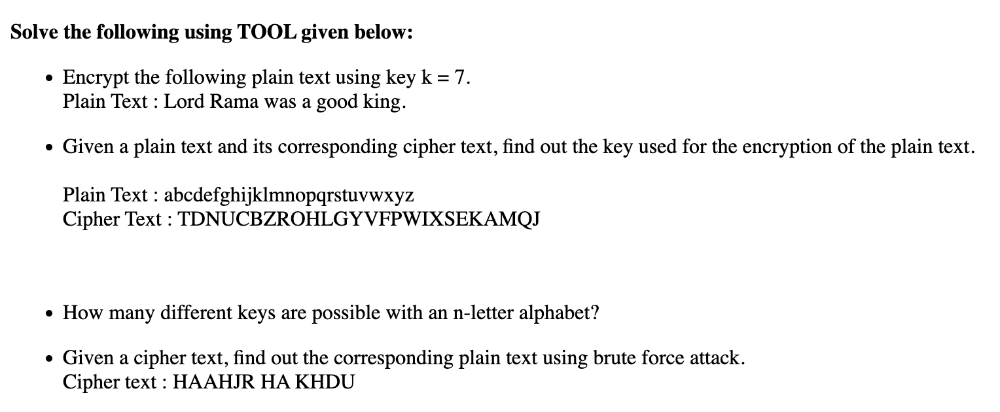 Solve the following using TOOL given below:
• Encrypt the following plain text using key k = 7.
Plain Text : Lord Rama was a good king.
• Given a plain text and its corresponding cipher text, find out the key used for the encryption of the plain text.
Plain Text : abcdefghijklmnopqrstuvwxyz
Cipher Text : TDNUCBZROHLGYVFPWIXSEKAMQJ
• How many different keys are possible with an n-letter alphabet?
• Given a cipher text, find out the corresponding plain text using brute force attack.
Cipher text : HAAHJR HA KHDU